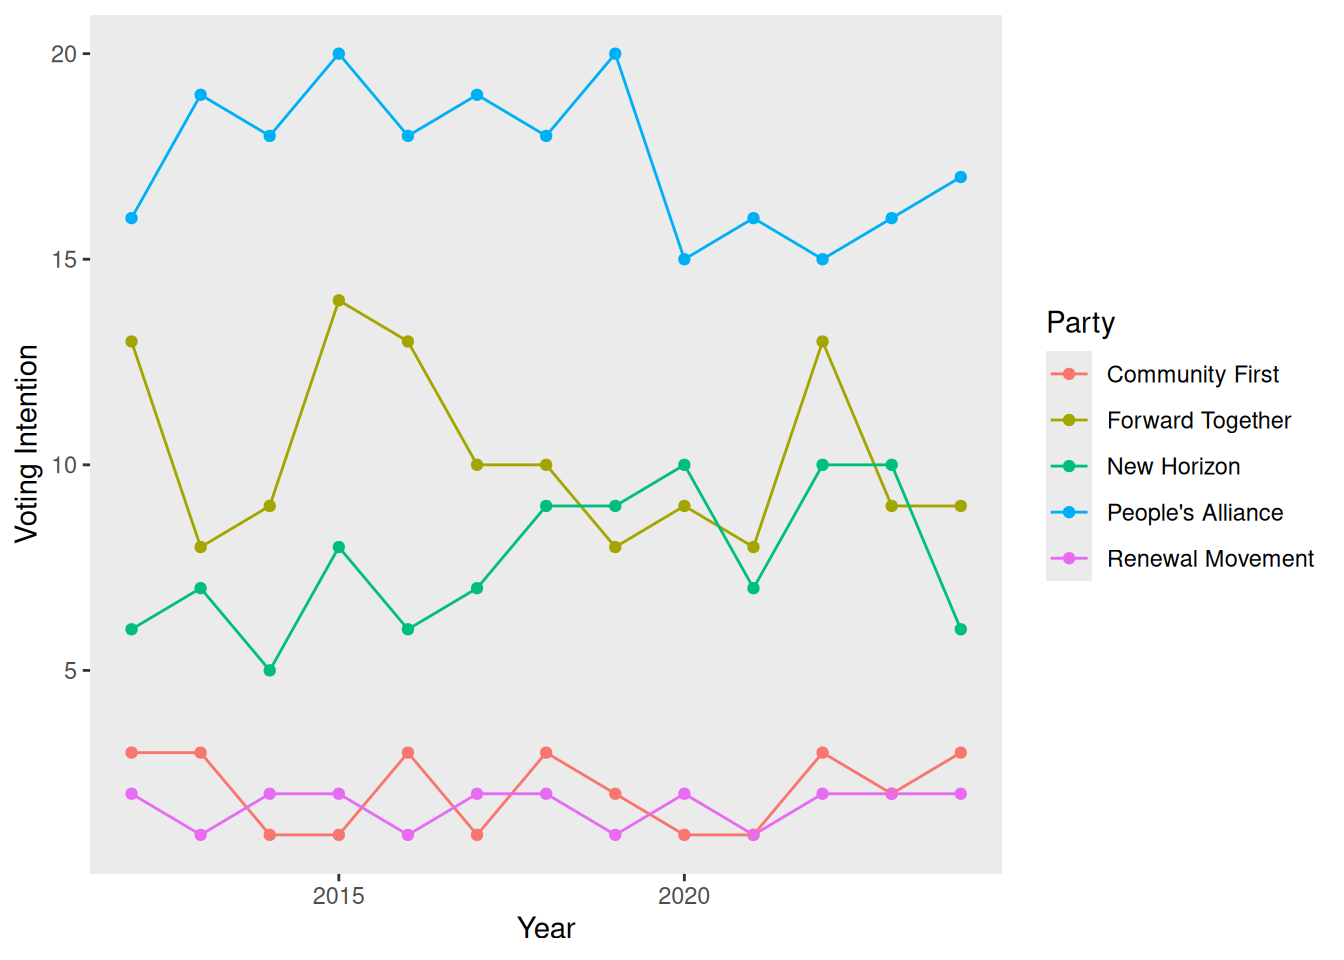 20
15
10
5
Voting Intention
2015
2020
Year
Party
Community First
Forward Together
New Horizon
People's Alliance
Renewal Movement